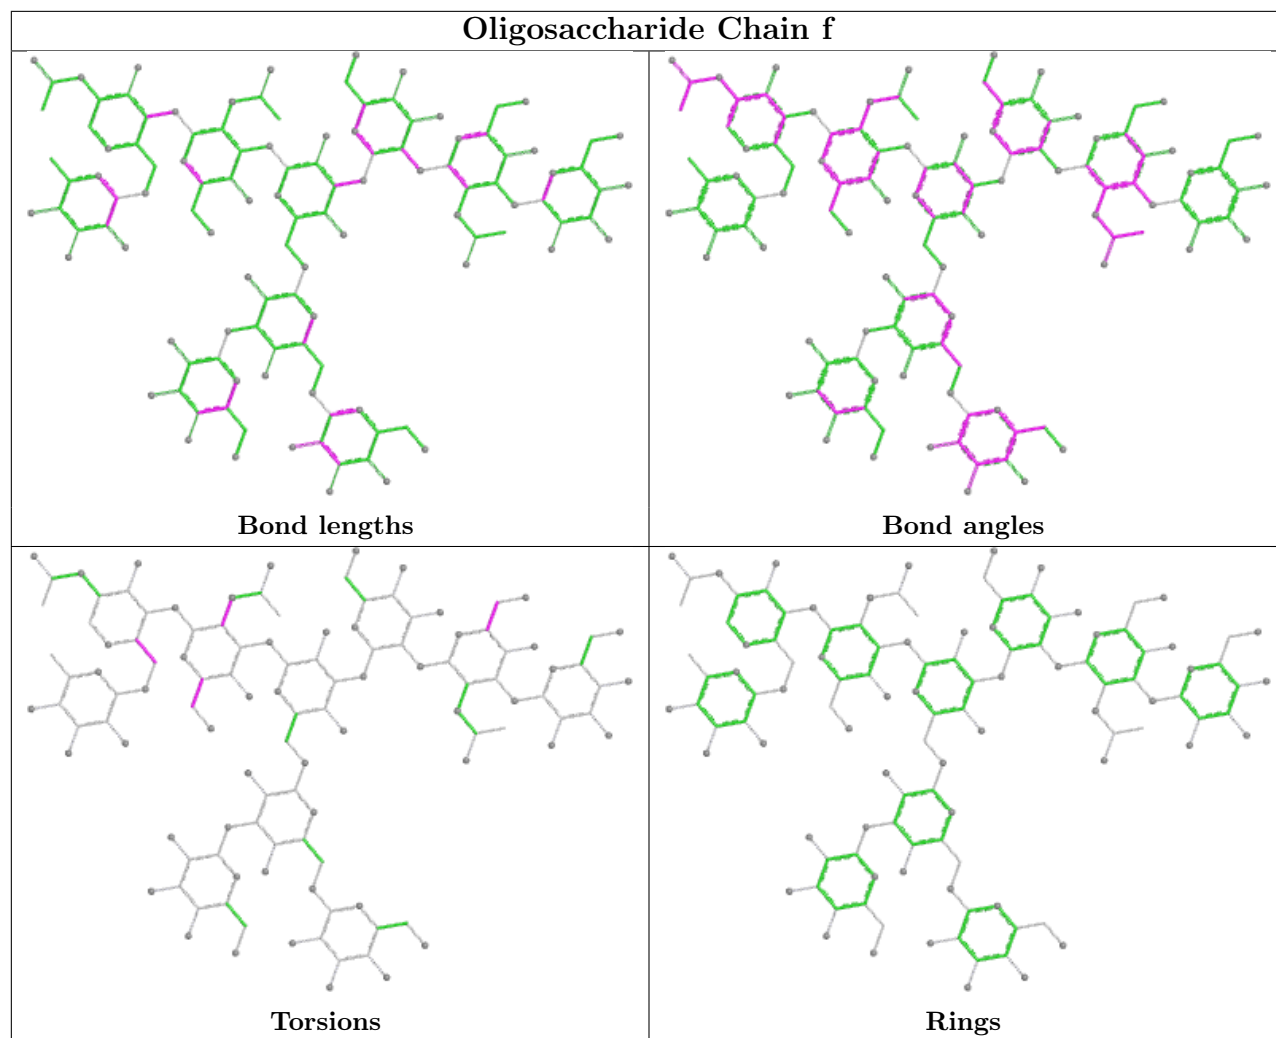 Oligosaccharide Chain f
Bond lengths
Bond angles
Torsions
Rings